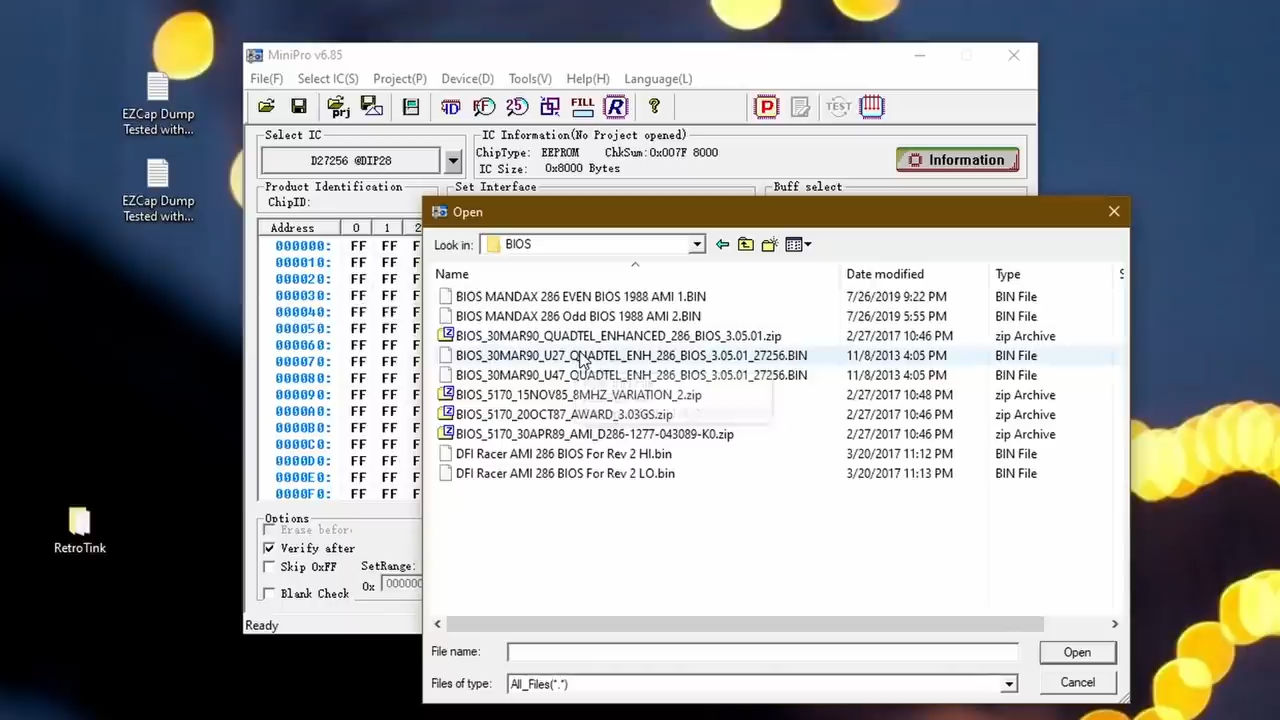 EZCap Dump
Tested with...
EZCap Dump
Tested with...
RetroTink
MiniPro v6.85
File(F) Select IC(S) Project(P) Device(D) Tools(V) Help(H) Language(L)
prj ID FF 25 FILL R ? P TEST
Select IC
D27256 @DIP28
IC Information(No Project opened)
ChipType: EEPROM ChkSum:0x007F 8000
IC Size: 0x8000 Bytes
Information
Product Identification
ChipID:
Set Interface
Buff select
Address 0 1 2
000000: FF FF
000010: FF FF
000020: FF FF
000030: FF FF
000040: FF FF
000050: FF FF
000060: FF FF
000070: FF FF
000080: FF FF
000090: FF FF
0000A0: FF FF
0000B0: FF FF
0000C0: FF FF
0000D0: FF FF
0000E0: FF FF
0000F0: FF FF
Options
Erase befor
Verify after
Skip 0xFF SetRange:
0x 000000
Blank Check
Ready
Open
Look in: BIOS
Name Date modified Type S
BIOS MANDAX 286 EVEN BIOS 1988 AMI 1.BIN 7/26/2019 9:22 PM BIN File
BIOS MANDAX 286 Odd BIOS 1988 AMI 2.BIN 7/26/2019 5:55 PM BIN File
BIOS_30MAR90_QUADTEL_ENHANCED_286_BIOS_3.05.01.zip 2/27/2017 10:46 PM zip Archive
BIOS_30MAR90_U27_QUADTEL_ENH_286_BIOS_3.05.01_27256.BIN 11/8/2013 4:05 PM BIN File
BIOS_30MAR90_U47_QUADTEL_ENH_286_BIOS_3.05.01_27256.BIN 11/8/2013 4:05 PM BIN File
BIOS_5170_15NOV85_8MHZ_VARIATION_2.zip 2/27/2017 10:48 PM zip Archive
BIOS_5170_20OCT87_AWARD_3.03GS.zip 2/27/2017 10:46 PM zip Archive
BIOS_5170_30APR89_AMI_D286-1277-043089-K0.zip 2/27/2017 10:46 PM zip Archive
DFI Racer AMI 286 BIOS For Rev 2 HI.bin 3/20/2017 11:12 PM BIN File
DFI Racer AMI 286 BIOS For Rev 2 LO.bin 3/20/2017 11:13 PM BIN File
File name:
Open
Files of type: All_Files(*.*)
Cancel